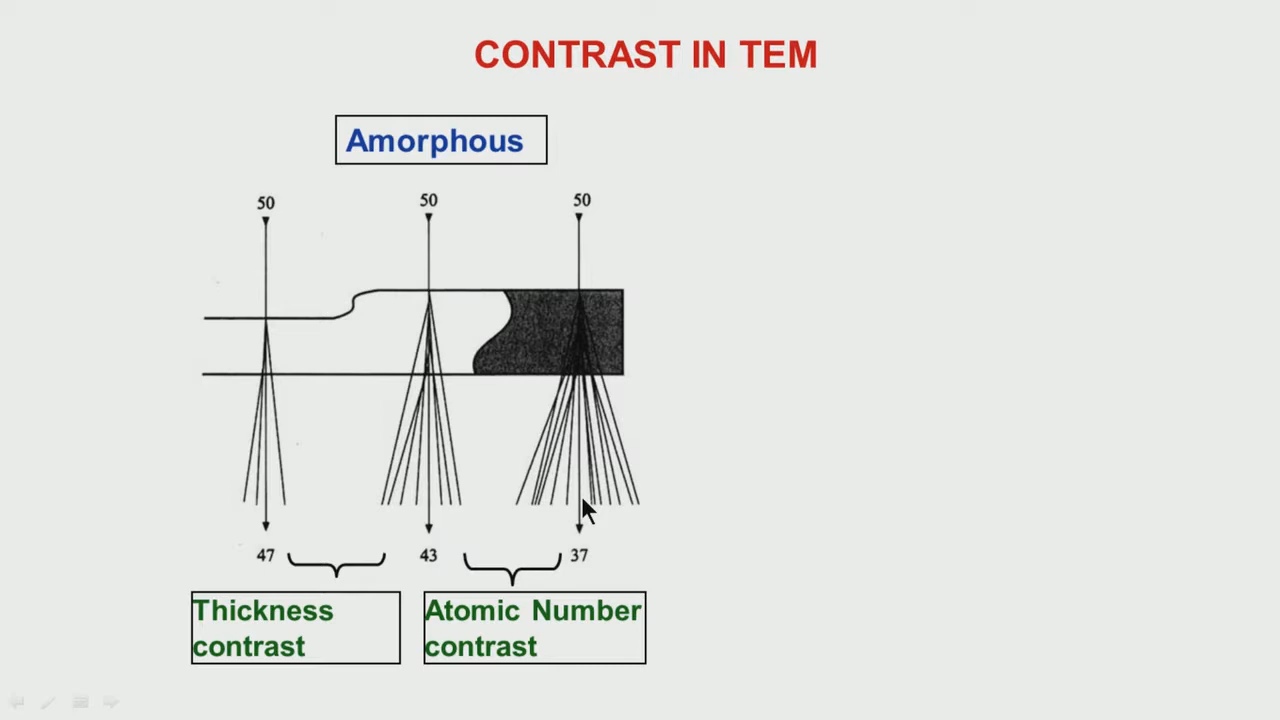 CONTRAST IN TEM
Amorphous
50 50 50
47 43 37
Thickness
contrast
Atomic Number
contrast